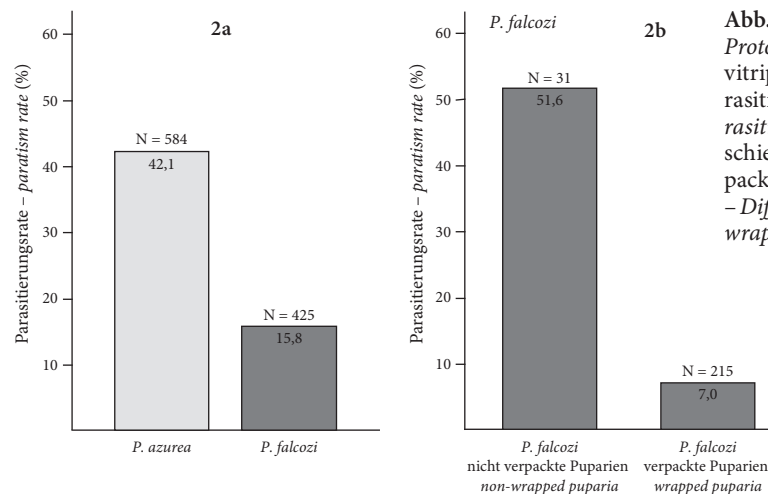 2a
Parasitierungsrate – paratism rate (%)
60
50
40
30
20
10
N = 584
42,1
N = 425
15,8
P. azurea
P. falcozi
P. falcozi
2b
Parasitierungsrate – paratism rate (%)
60
50
40
30
20
10
N = 31
51,6
N = 215
7,0
P. falcozi
nicht verpackte Puparien
non-wrapped puparia
P. falcozi
verpackte Puparien
wrapped puparia
Abb.
Proto
vitrip
rasiti
rasit
schie
pack
– Diff
wrap